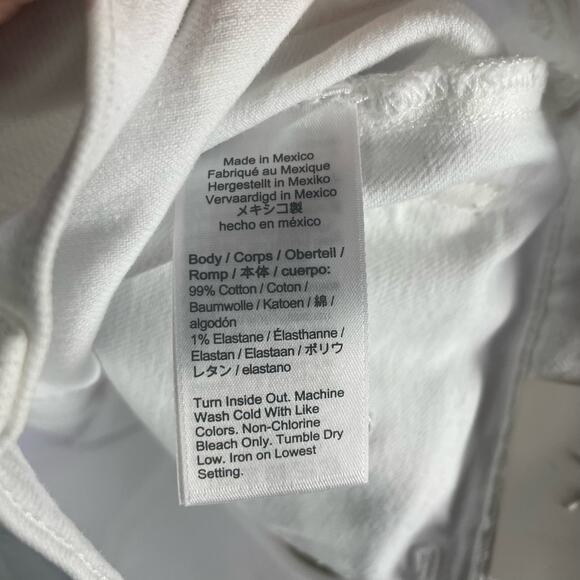 Made in Mexico
Fabriqué au Mexique
Hergestellt in Mexiko
Vervaardigd in Mexico
メキシコ製
hecho en méxico
Body / Corps / Oberteil /
Romp / 本体 / cuerpo:
99% Cotton / Coton /
Baumwolle / Katoen / 綿 /
algodón
1% Elastane / Élasthanne /
Elastan / Elastaan / ポリウ
レタン / elastano
Turn Inside Out. Machine
Wash Cold With Like
Colors. Non-Chlorine
Bleach Only. Tumble Dry
Low. Iron on Lowest
Setting.